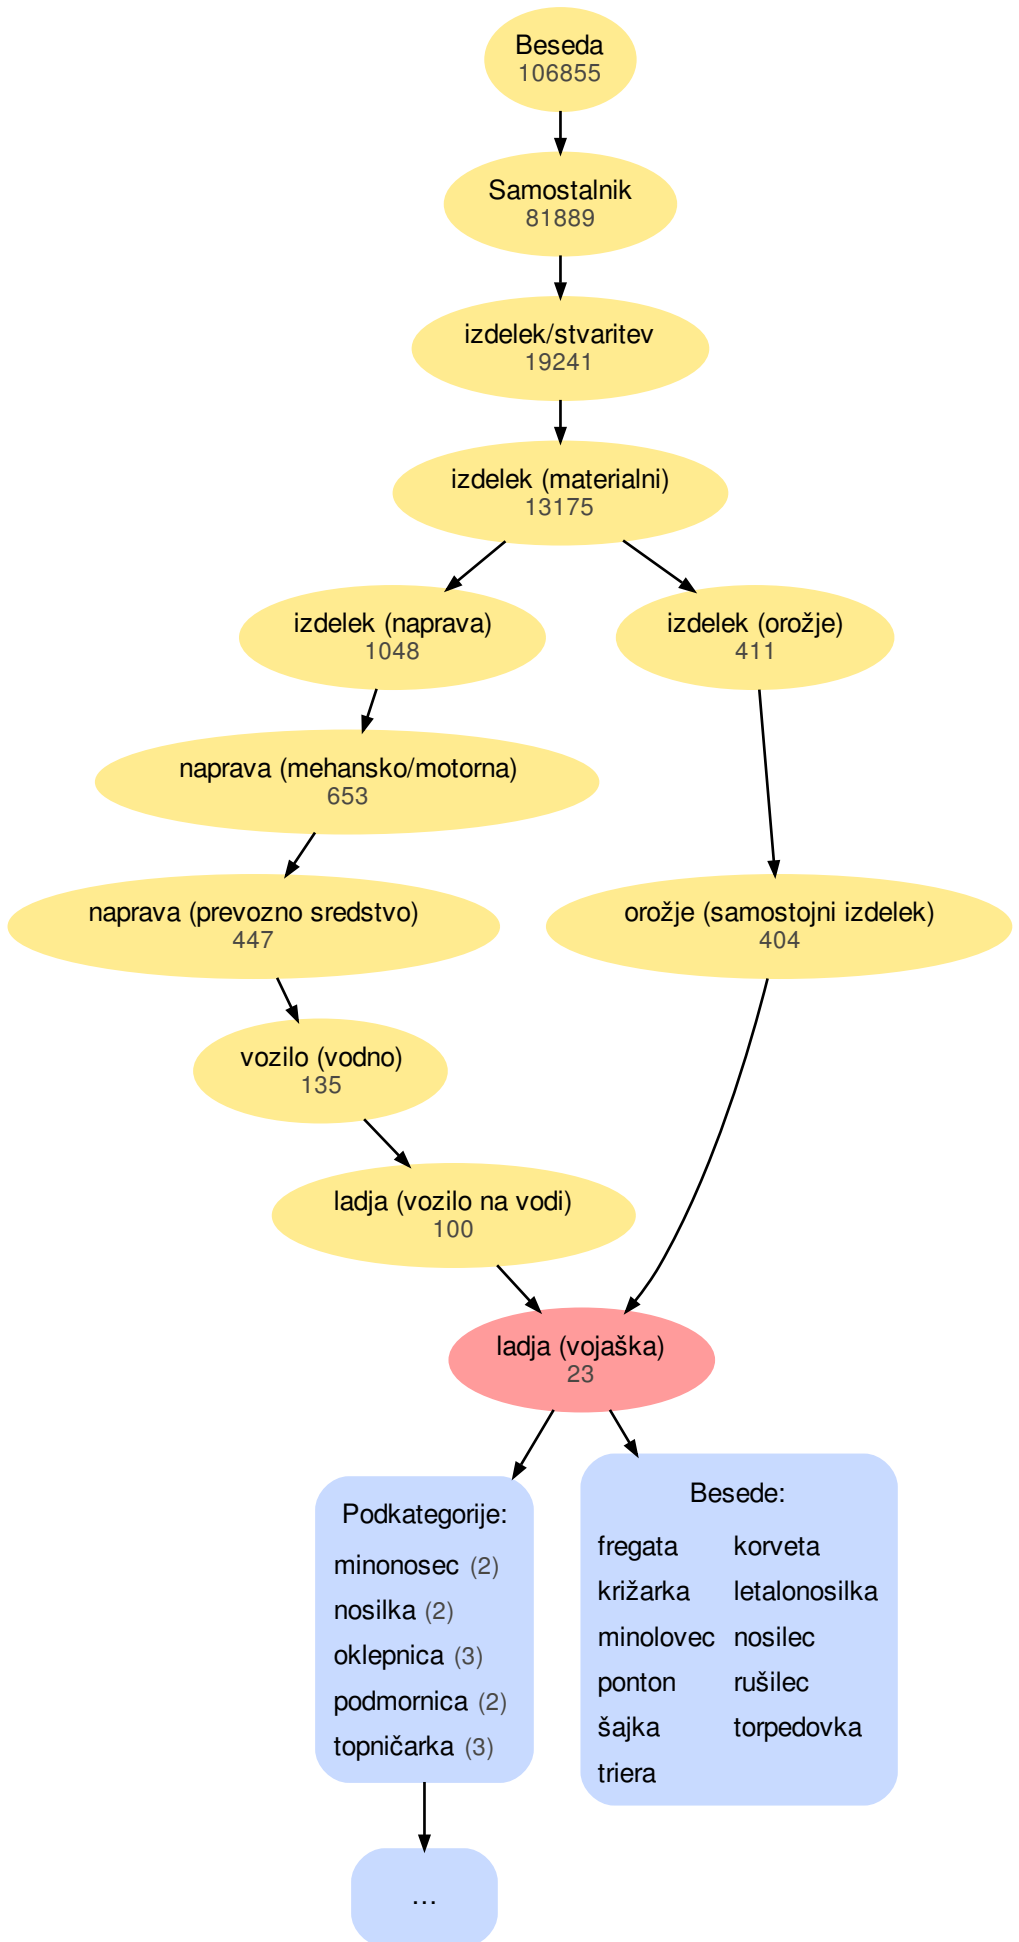 Beseda
106855
Samostalnik
81889
izdelek/stvaritev
19241
izdelek (materialni)
13175
izdelek (naprava)
1048
izdelek (orožje)
411
naprava (mehansko/motorna)
653
naprava (prevozno sredstvo)
447
orožje (samostojni izdelek)
404
vozilo (vodno)
135
ladja (vozilo na vodi)
100
ladja (vojaška)
23
Podkategorije:
minonosec (2)
nosilka (2)
oklepnica (3)
podmornica (2)
topničarka (3)
Besede:
fregata korveta
križarka letalonosilka
minolovec nosilec
ponton rušilec
šajka torpedovka
triera
...